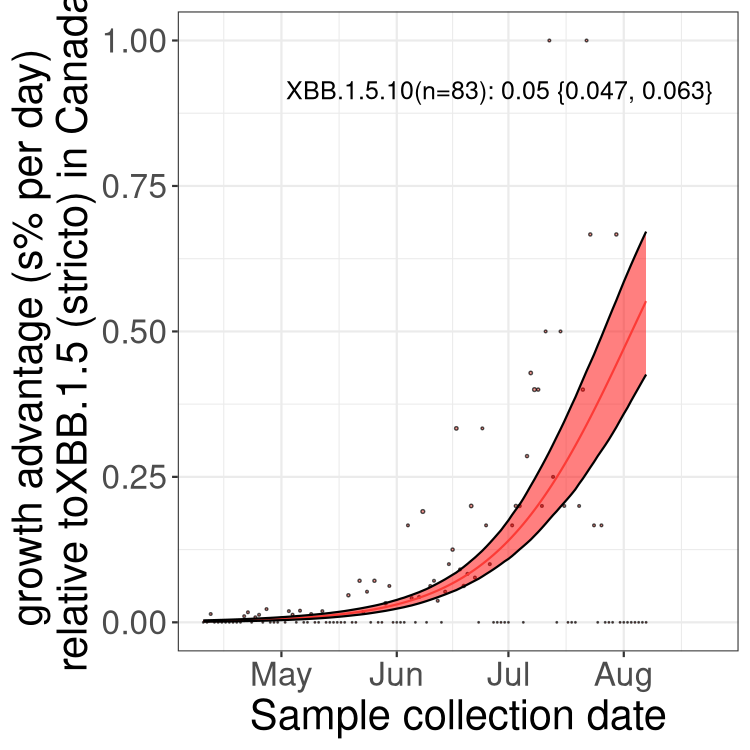 growth advantage (s% per day)
relative toXBB.1.5 (stricto) in Canada
1.00
0.75
0.50
0.25
0.00
XBB.1.5.10(n=83): 0.05 {0.047, 0.063}
May Jun Jul Aug
Sample collection date